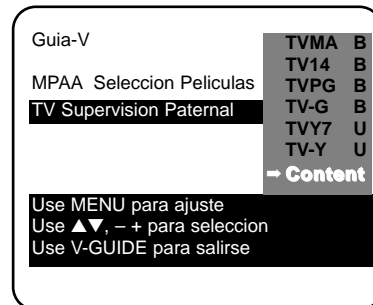 Guia-V
MPAA Seleccion Peliculas
TV Supervision Paternal
TVMA B
TV14 B
TVPG B
TV-G B
TVY7 U
TV-Y U
➡ Content
Use MENU para ajuste
Use ▲▼, – + para seleccion
Use V-GUIDE para salirse